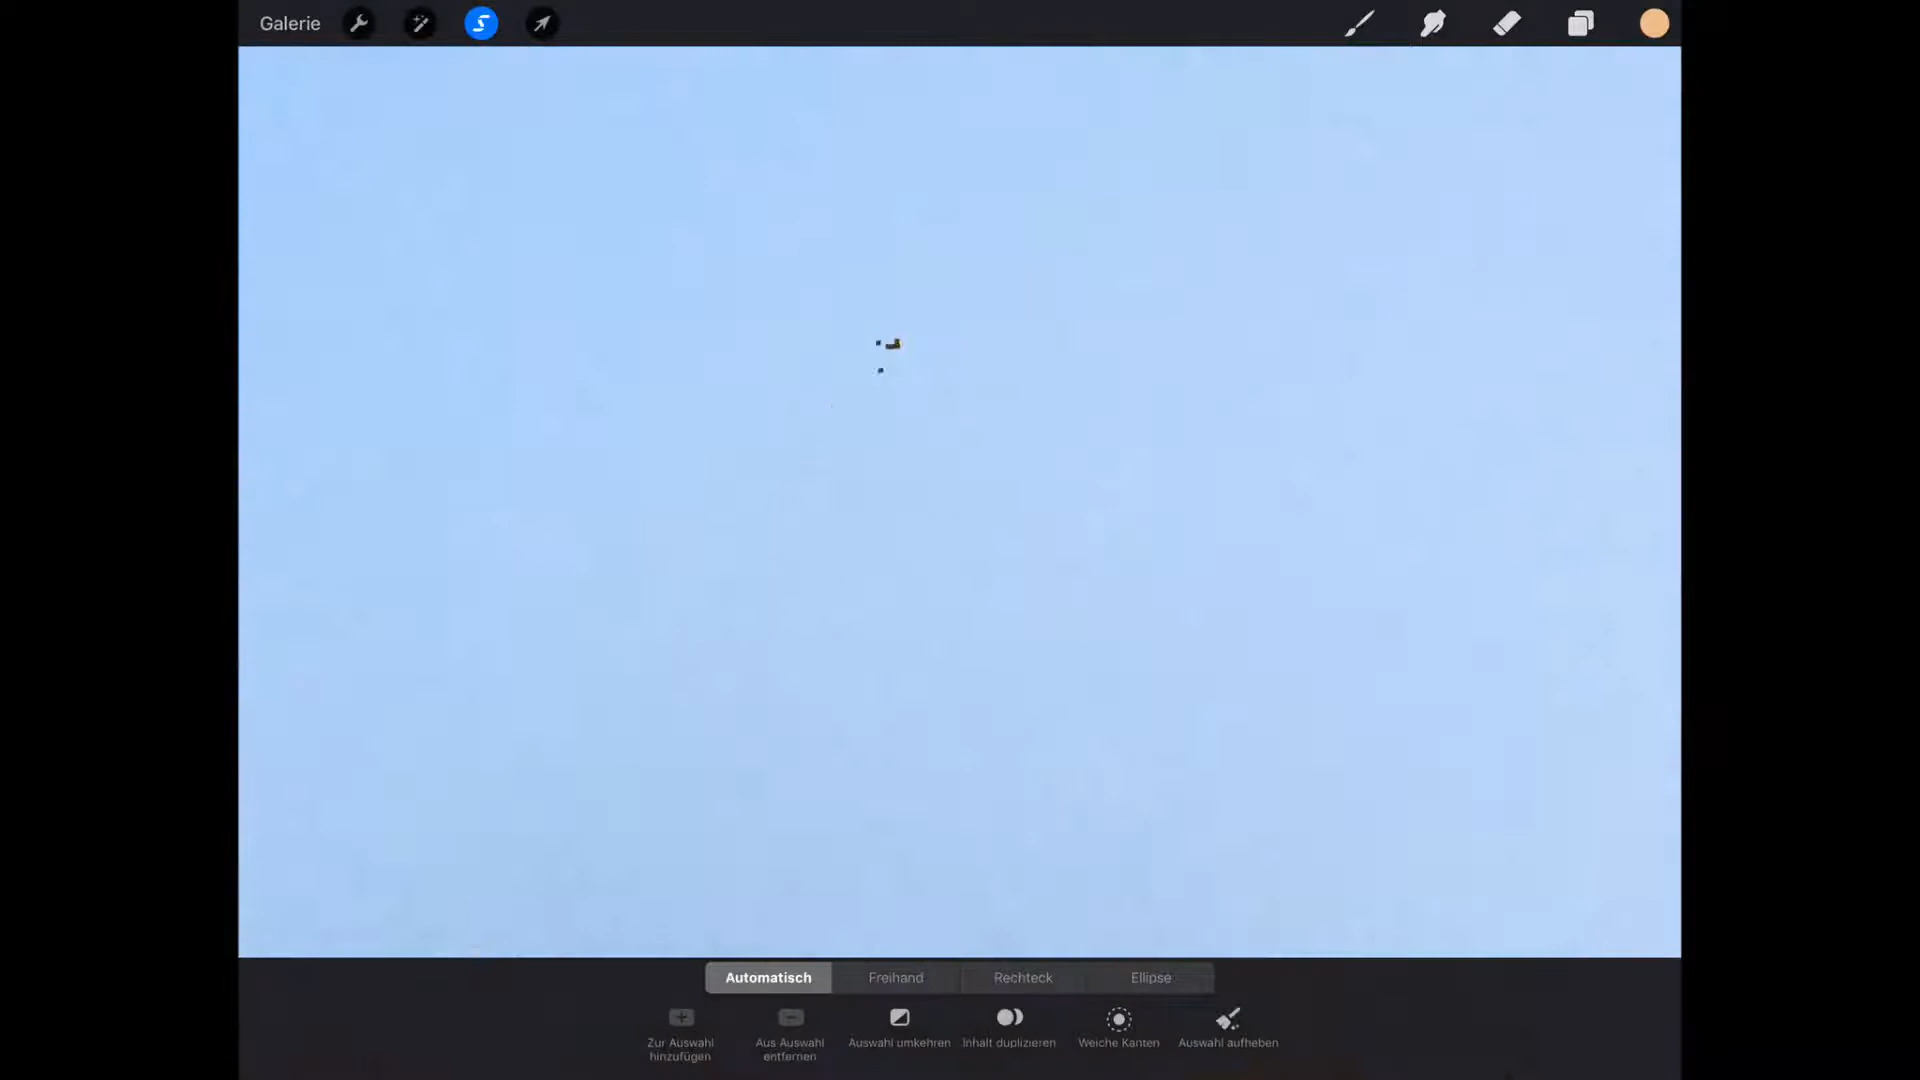 Galerie
Automatisch
Freihand
Rechteck
Ellipse
Zur Auswahl
hinzufügen
Aus Auswahl
entfernen
Auswahl umkehren
Inhalt duplizieren
Weiche Kanten
Auswahl aufheben